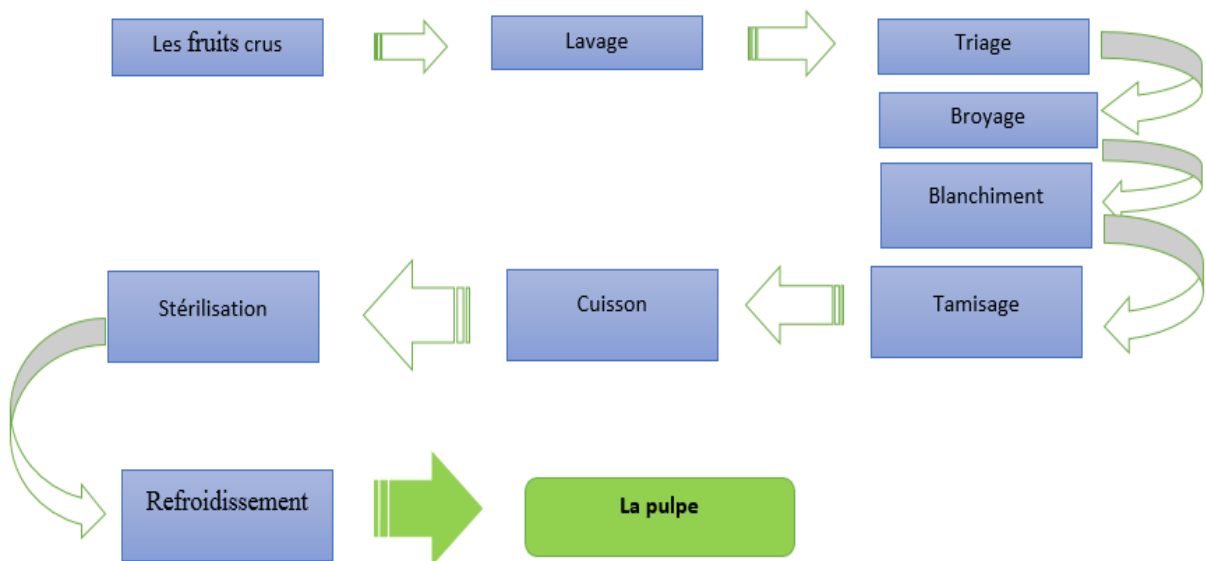 Les fruits crus
Lavage
Triage
Broyage
Blanchiment
Tamisage
Cuisson
Stérilisation
Refroidissement
La pulpe